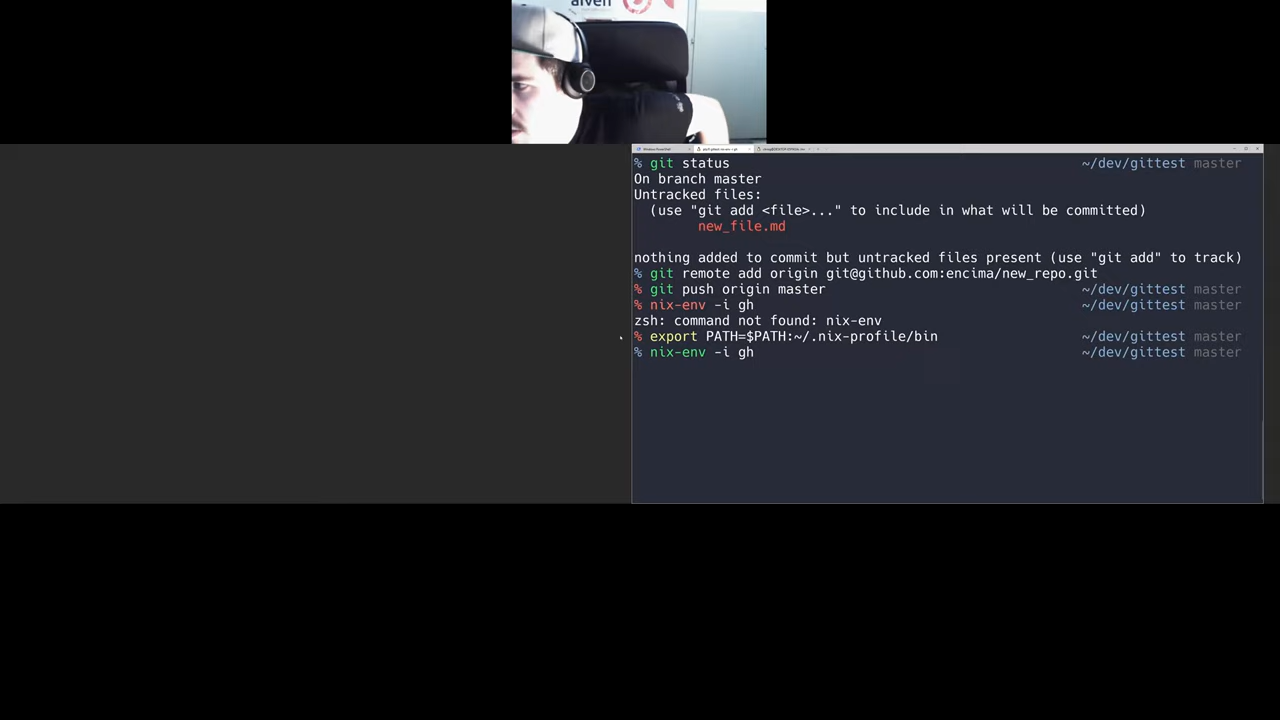 aiven
% git status ~/dev/gittest master
On branch master
Untracked files:
(use "git add <file>..." to include in what will be committed)
new_file.md
nothing added to commit but untracked files present (use "git add" to track)
% git remote add origin git@github.com:encima/new_repo.git
% git push origin master ~/dev/gittest master
% nix-env -i gh ~/dev/gittest master
zsh: command not found: nix-env
% export PATH=$PATH:~/.nix-profile/bin ~/dev/gittest master
% nix-env -i gh ~/dev/gittest master